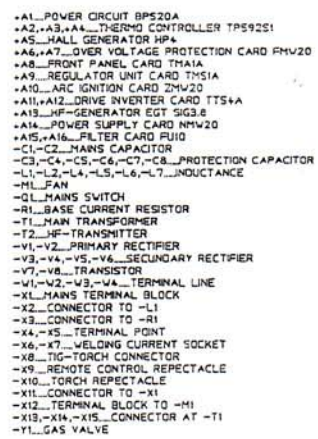 +A1__POWER CIRCUIT BPS20A
+A2,+A3,+A4__THERMO CONTROLLER TPS92S1
+A5__HALL GENERATOR HP4
+A6,+A7__OVER VOLTAGE PROTECTION CARD FMW20
+A8__FRONT PANEL CARD TMA1A
+A9__REGULATOR UNIT CARD TMS1A
+A10__ARC IGNITION CARD ZMW20
+A11,+A12__DRIVE INVERTER CARD TTS4A
+A13__HF-GENERATOR EGT SIG3.8
+A14__POWER SUPPLY CARD NMW20
+A15,+A16__FILTER CARD FU10
-C1,-C2__MAINS CAPACITOR
-C3,-C4,-C5,-C6,-C7,-C8__PROTECTION CAPACITOR
-L1,-L2,-L4,-L5,-L6,-L7__INDUCTANCE
-M1__FAN
-Q1__MAINS SWITCH
-R1__BASE CURRENT RESISTOR
-T1__MAIN TRANSFORMER
-T2__HF-TRANSMITTER
-V1,-V2__PRIMARY RECTIFIER
-V3,-V4,-V5,-V6__SECUNDARY RECTIFIER
-V7,-V8__TRANSISTOR
-W1,-W2,-W3,-W4__TERMINAL LINE
-X1__MAINS TERMINAL BLOCK
-X2__CONNECTOR TO -L1
-X3__CONNECTOR TO -R1
-X4,-X5__TERMINAL POINT
-X6,-X7__WELDING CURRENT SOCKET
-X8__TIG-TORCH CONNECTOR
-X9__REMOTE CONTROL REPECTACLE
-X10__TORCH REPECTACLE
-X11__CONNECTOR TO -X1
-X12__TERMINAL BLOCK TO -M1
-X13,-X14,-X15__CONNECTOR AT -T1
-Y1__GAS VALVE